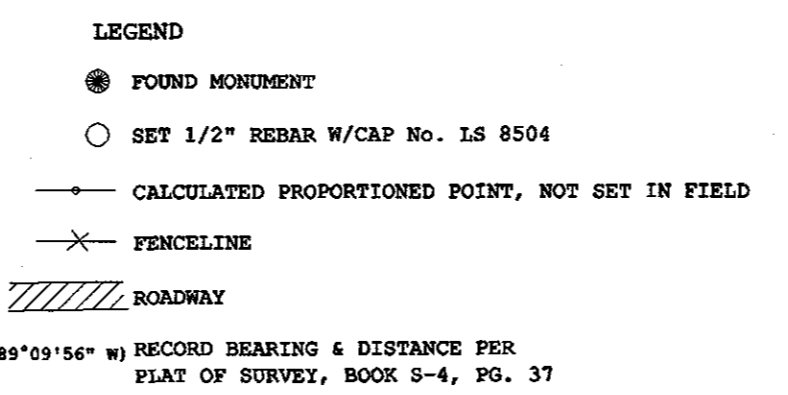 LEGEND
FOUND MONUMENT
SET 1/2" REBAR W/CAP No. LS 8504
CALCULATED PROPORTIONED POINT, NOT SET IN FIELD
FENCELINE
ROADWAY
89°09'56" W) RECORD BEARING & DISTANCE PER
PLAT OF SURVEY, BOOK S-4, PG. 37